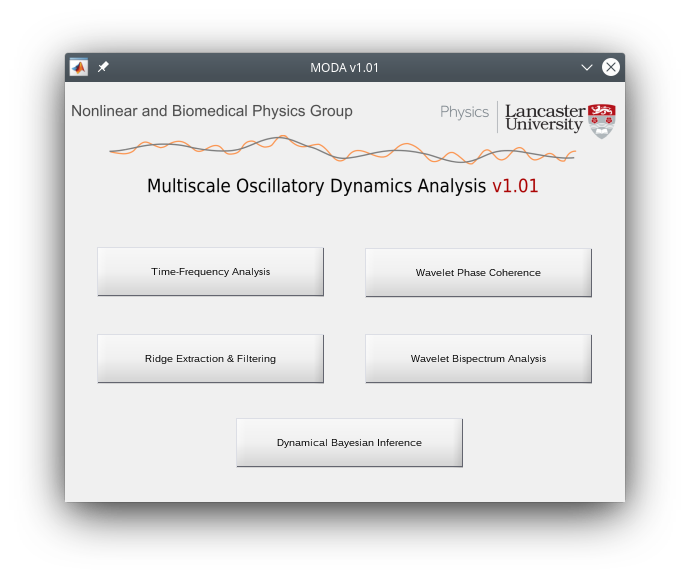 MODA v1.01
Nonlinear and Biomedical Physics Group
Physics
Lancaster
University
Multiscale Oscillatory Dynamics Analysis v1.01
Time-Frequency Analysis
Wavelet Phase Coherence
Ridge Extraction & Filtering
Wavelet Bispectrum Analysis
Dynamical Bayesian Inference